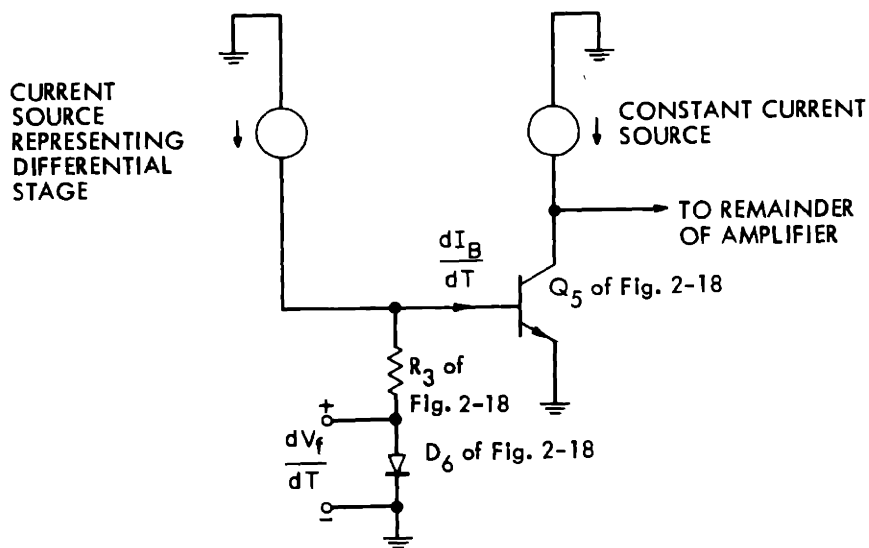 CURRENT
SOURCE
REPRESENTING
DIFFERENTIAL
STAGE
CONSTANT CURRENT
SOURCE
TO REMAINDER
OF AMPLIFIER
dI_B
dT
Q_5 of Fig. 2-18
R_3 of
Fig. 2-18
+
dV_f
dT
D_6 of Fig. 2-18
−